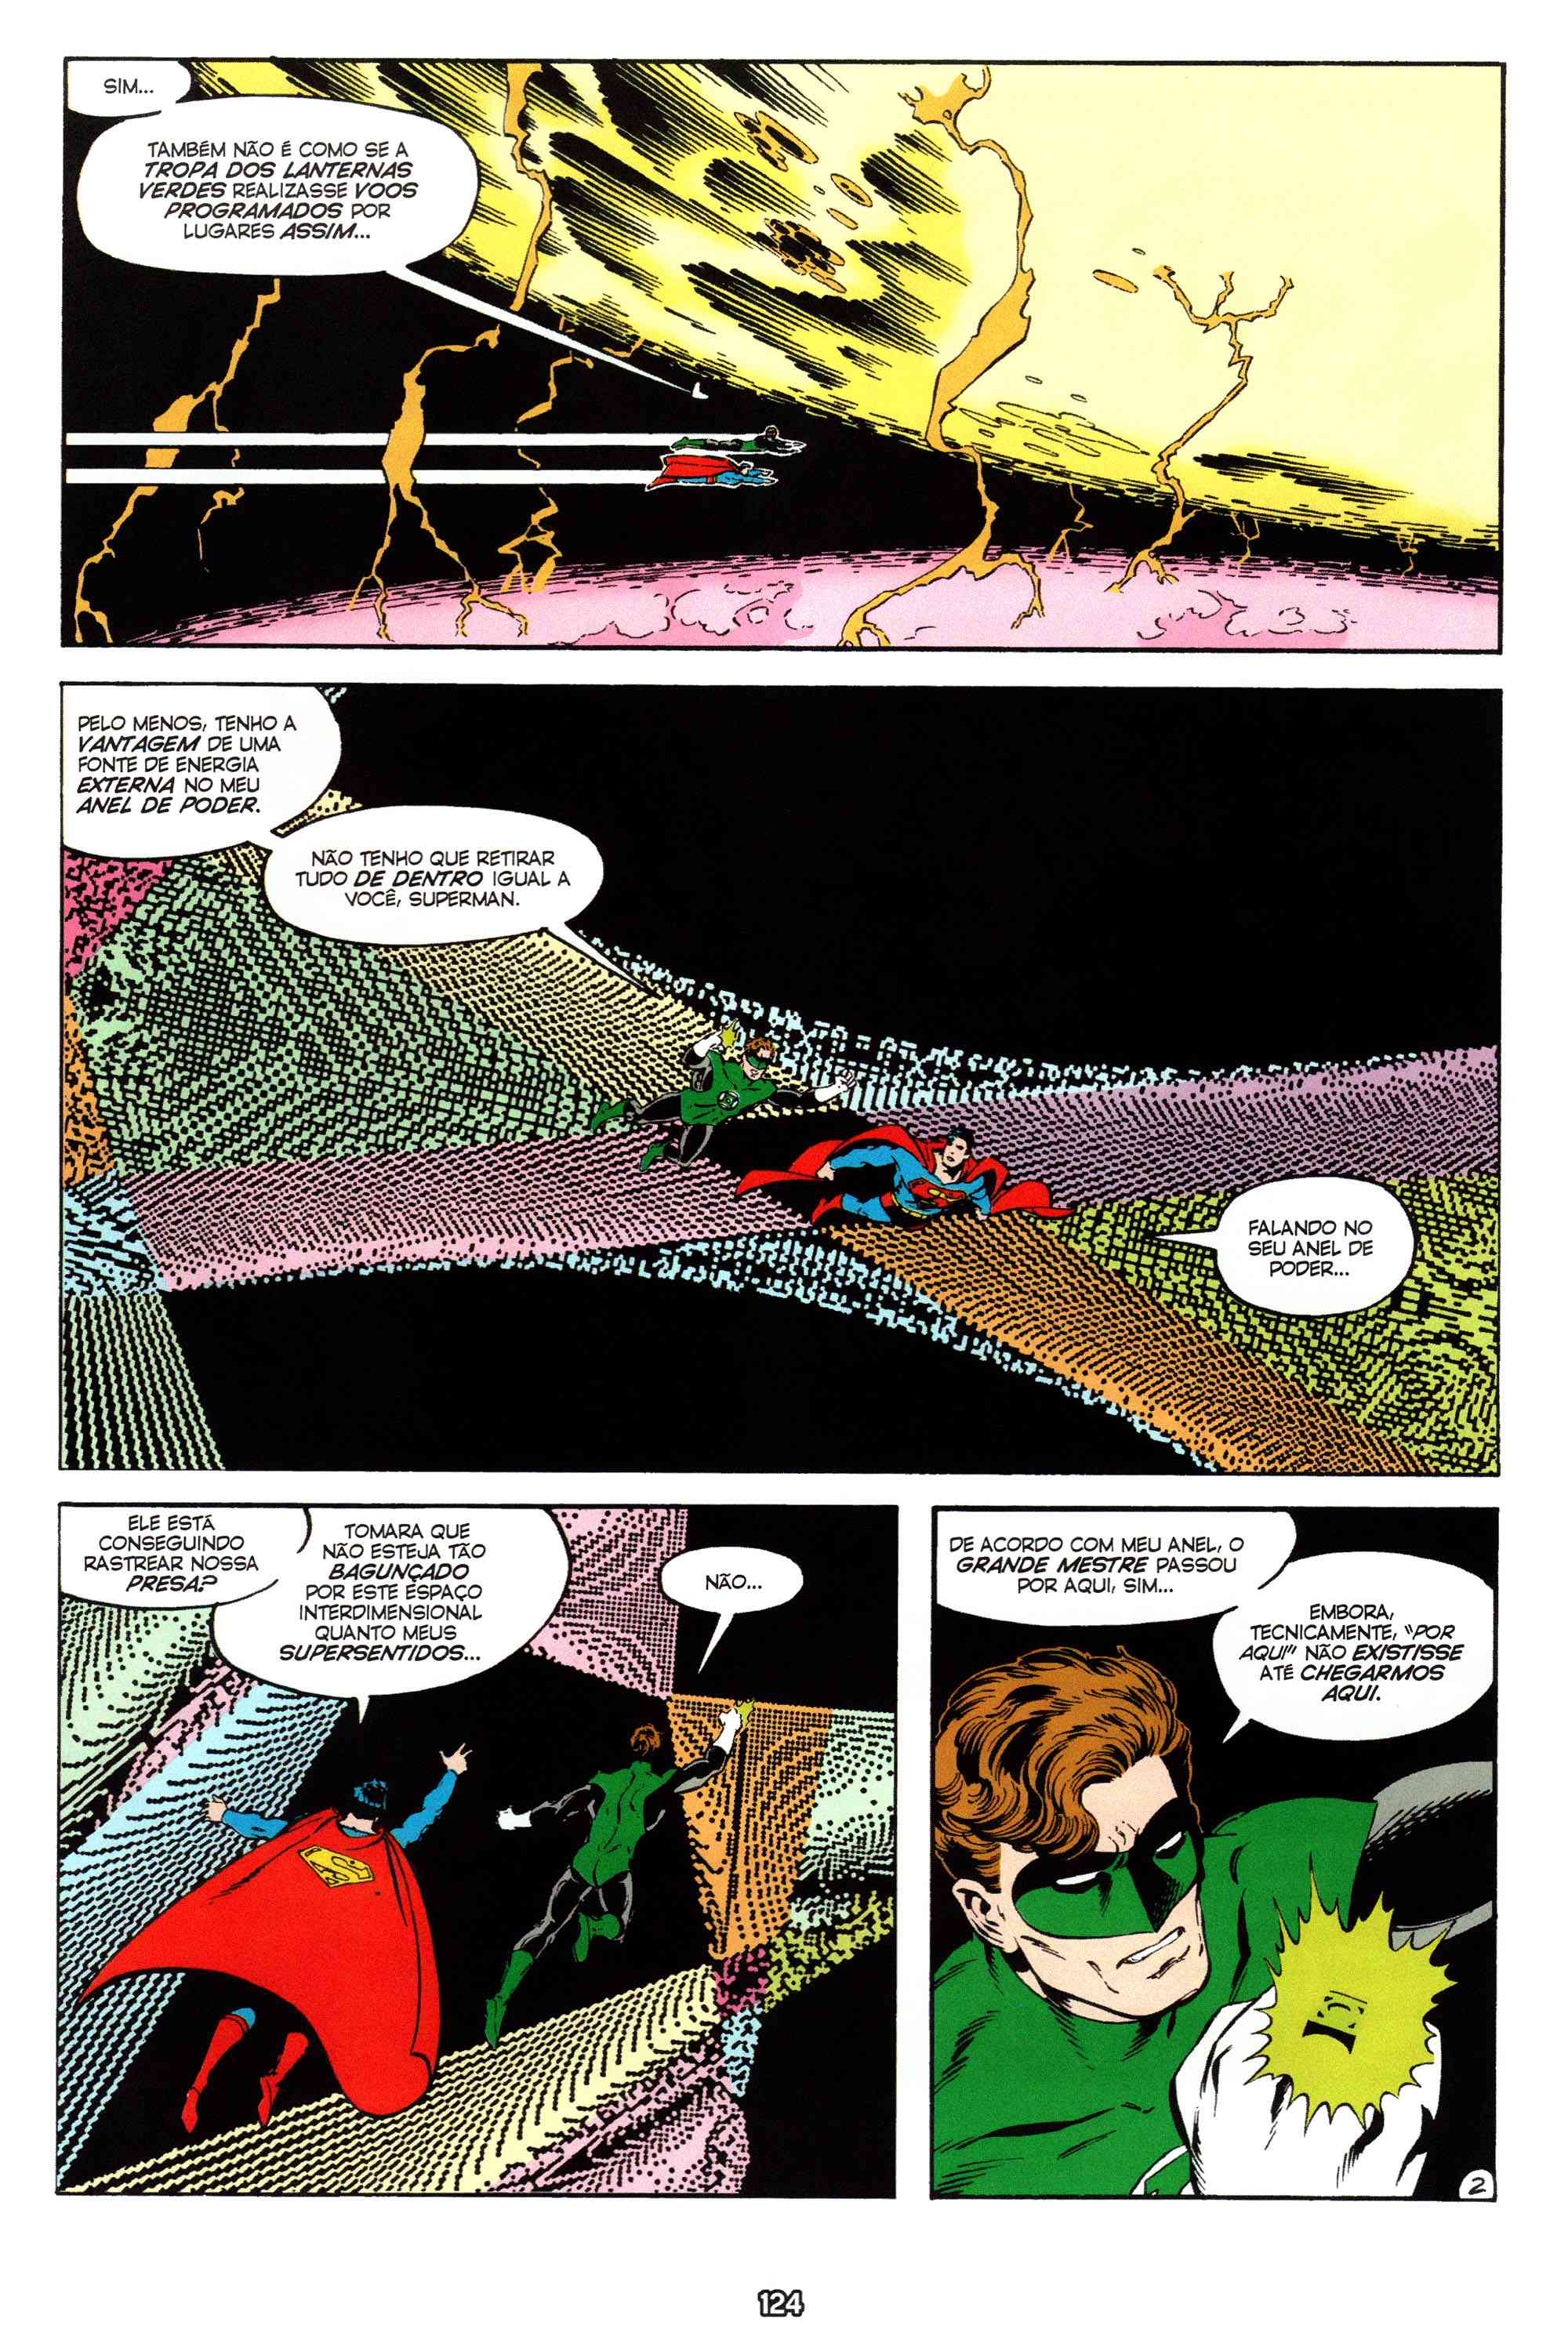 SIM...
TAMBÉM NÃO É COMO SE A
TROPA DOS LANTERNAS
VERDES REALIZASSE VOOS
PROGRAMADOS POR
LUGARES ASSIM...
PELO MENOS, TENHO A
VANTAGEM DE UMA
FONTE DE ENERGIA
EXTERNA NO MEU
ANEL DE PODER.
NÃO TENHO QUE RETIRAR
TUDO DE DENTRO IGUAL A
VOCÊ, SUPERMAN.
FALANDO NO
SEU ANEL DE
PODER...
ELE ESTÁ
CONSEGUINDO
RASTREAR NOSSA
PRESA?
TOMARA QUE
NÃO ESTEJA TÃO
BAGUNÇADO
POR ESTE ESPAÇO
INTERDIMENSIONAL
QUANTO MEUS
SUPERSENTIDOS...
NÃO...
DE ACORDO COM MEU ANEL, O
GRANDE MESTRE PASSOU
POR AQUI, SIM...
EMBORA,
TECNICAMENTE, “POR
AQUI” NÃO EXISTISSE
ATÉ CHEGARMOS
AQUI.
2
124